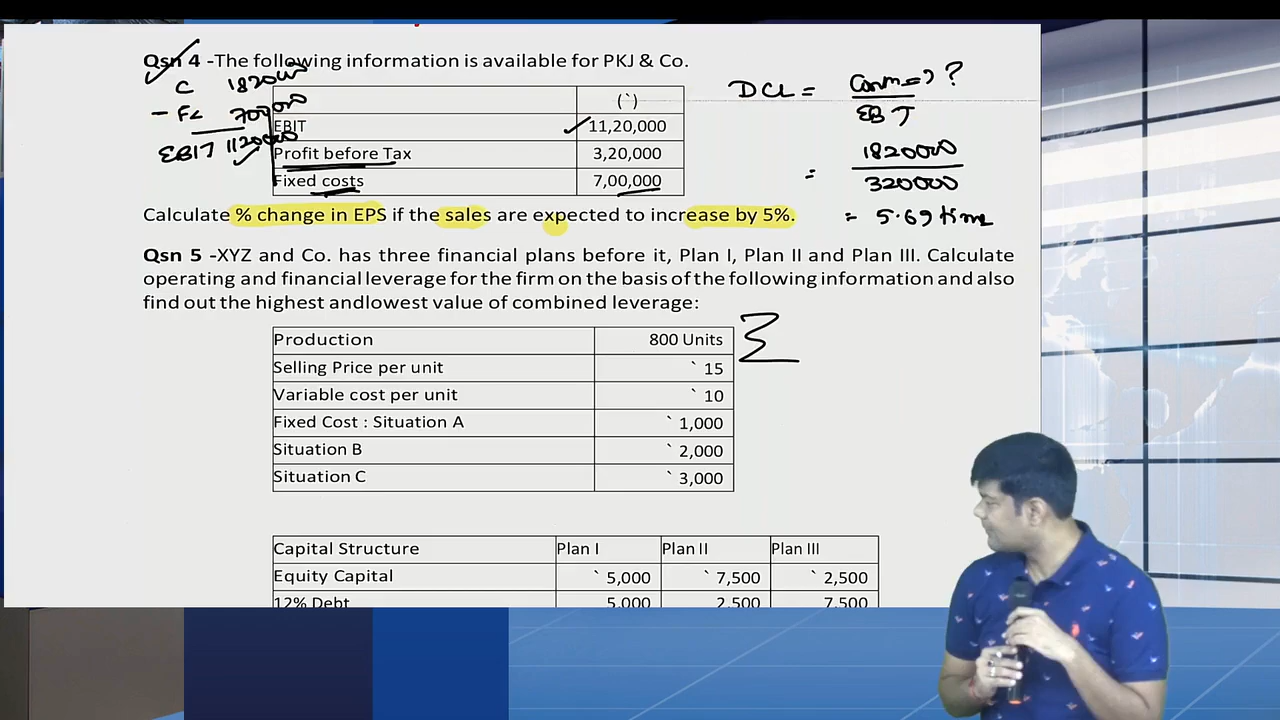 Qsn 4 -The following information is available for PKJ & Co.
C 1820000
- FC 700000
EBIT 1120000
(`)
EBIT 11,20,000
Profit before Tax 3,20,000
Fixed costs 7,00,000
DCL = ?
EBT
= 1820000
320000
= 5.69 time
Calculate % change in EPS if the sales are expected to increase by 5%.
Qsn 5 -XYZ and Co. has three financial plans before it, Plan I, Plan II and Plan III. Calculate
operating and financial leverage for the firm on the basis of the following information and also
find out the highest andlowest value of combined leverage:
Production 800 Units
Selling Price per unit ` 15
Variable cost per unit ` 10
Fixed Cost : Situation A ` 1,000
Situation B ` 2,000
Situation C ` 3,000
Capital Structure Plan I Plan II Plan III
Equity Capital ` 5,000 ` 7,500 ` 2,500
12% Debt 5,000 2,500 7,500